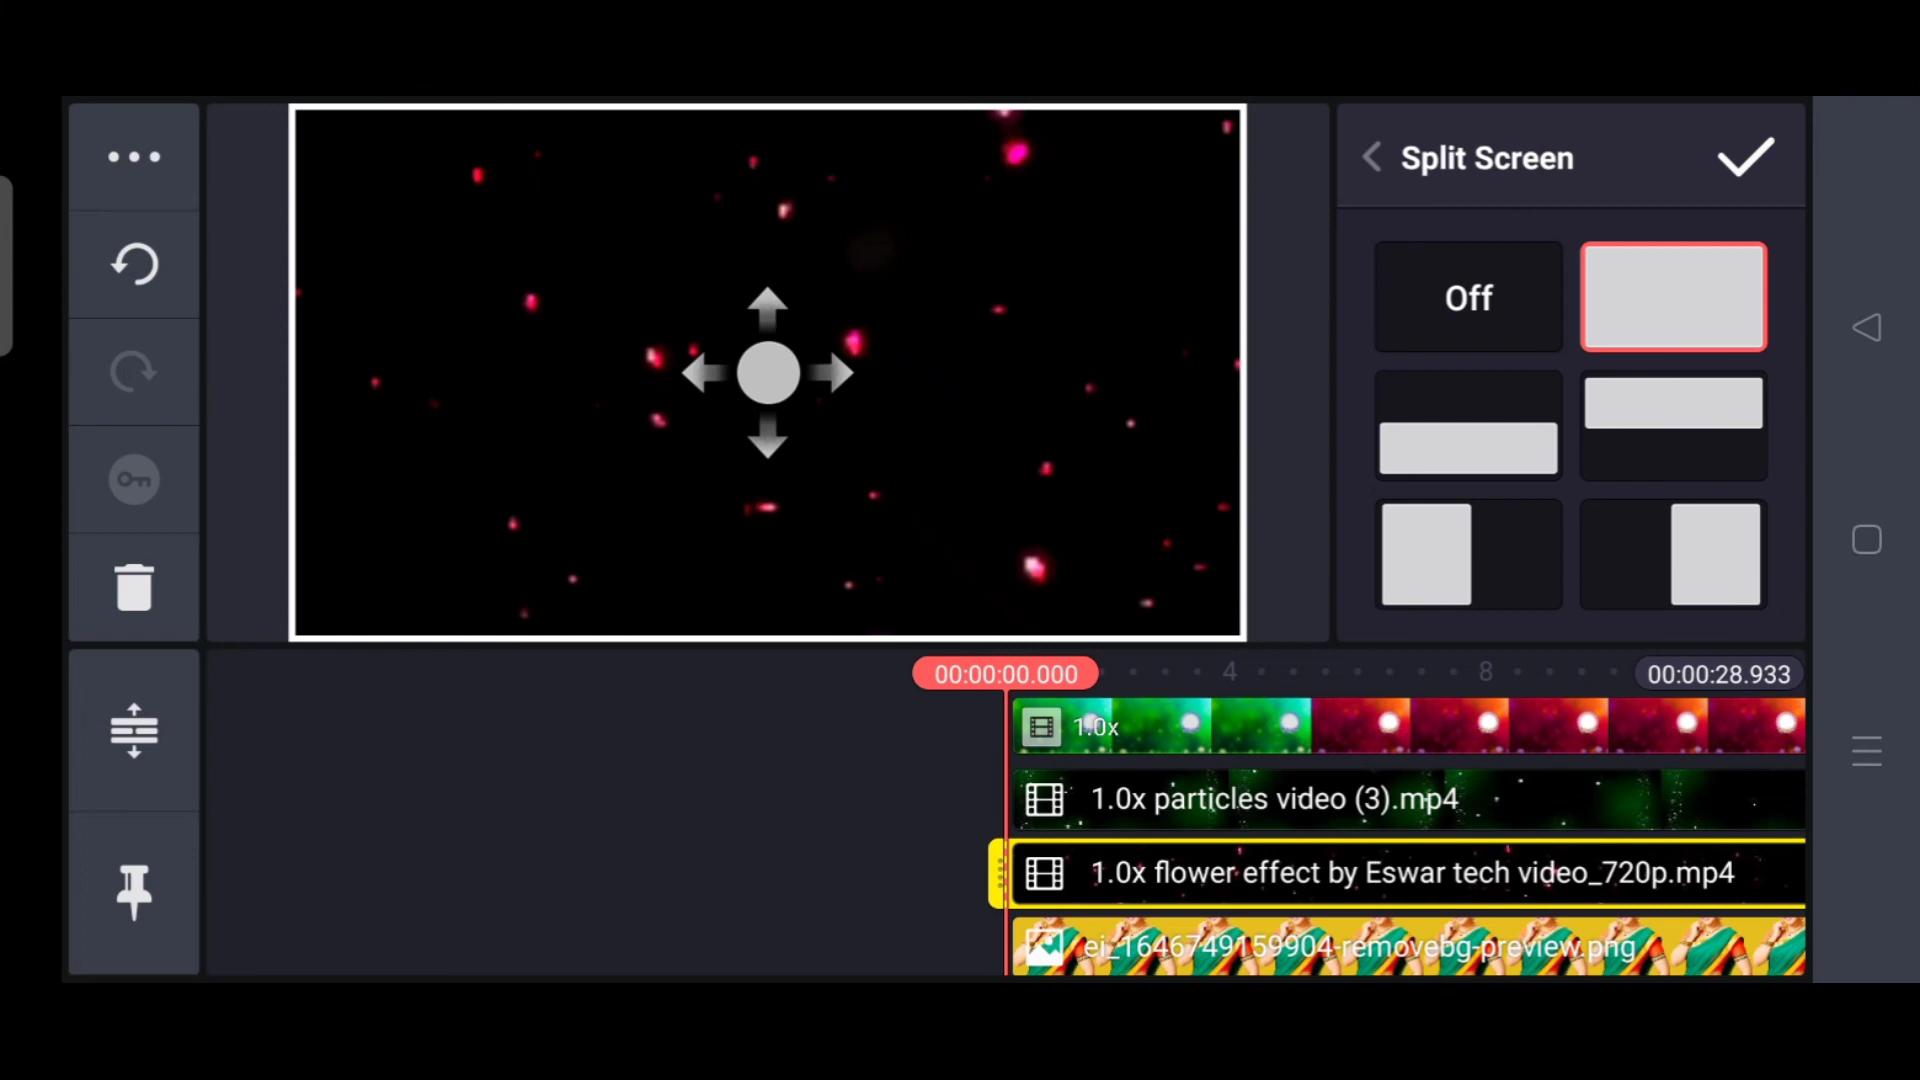 Split Screen
Off
00:00:00.000
4
8
00:00:28.933
1.0x
1.0x particles video (3).mp4
1.0x flower effect by Eswar tech video_720p.mp4
ei_1646749159904-removebg-preview.png